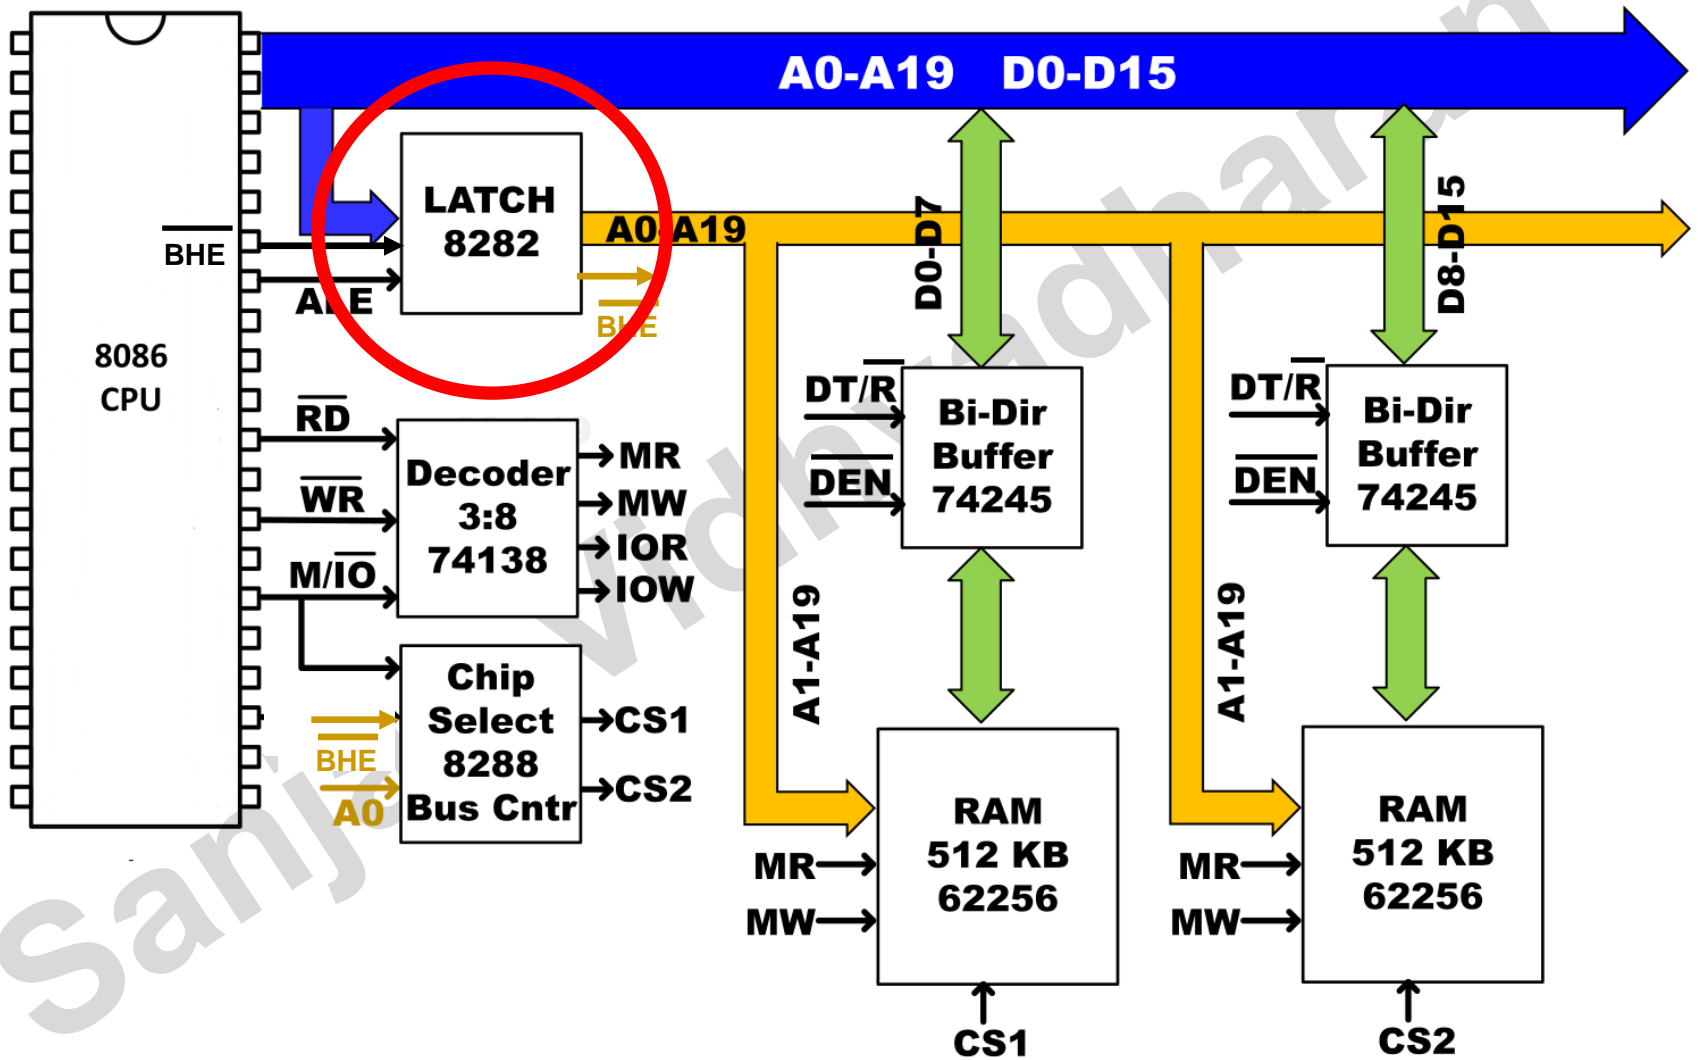 A0-A19 D0-D15
LATCH
8282
A0-A19
BHE
ALE
BHE
8086
CPU
RD
WR
M/IO
Decoder
3:8
74138
MR
MW
IOR
IOW
Chip
Select
8288
Bus Cntr
BHE
A0
CS1
CS2
D0-D7
DT/R
DEN
Bi-Dir
Buffer
74245
A1-A19
RAM
512 KB
62256
MR
MW
CS1
D8-D15
DT/R
DEN
Bi-Dir
Buffer
74245
A1-A19
RAM
512 KB
62256
MR
MW
CS2